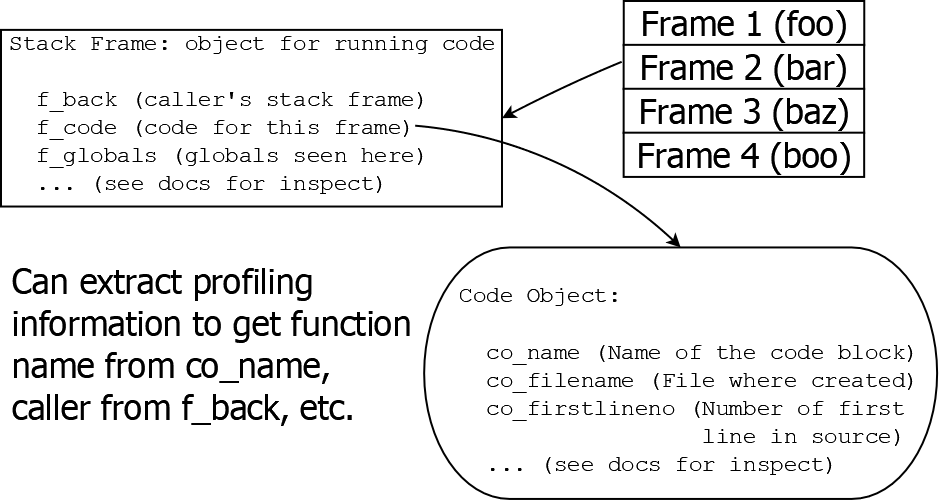 Stack Frame: object for running code
f_back (caller's stack frame)
f_code (code for this frame)
f_globals (globals seen here)
... (see docs for inspect)
Frame 1 (foo)
Frame 2 (bar)
Frame 3 (baz)
Frame 4 (boo)
Can extract profiling
information to get function
name from co_name,
caller from f_back, etc.
Code Object:
co_name (Name of the code block)
co_filename (File where created)
co_firstlineno (Number of first
line in source)
... (see docs for inspect)